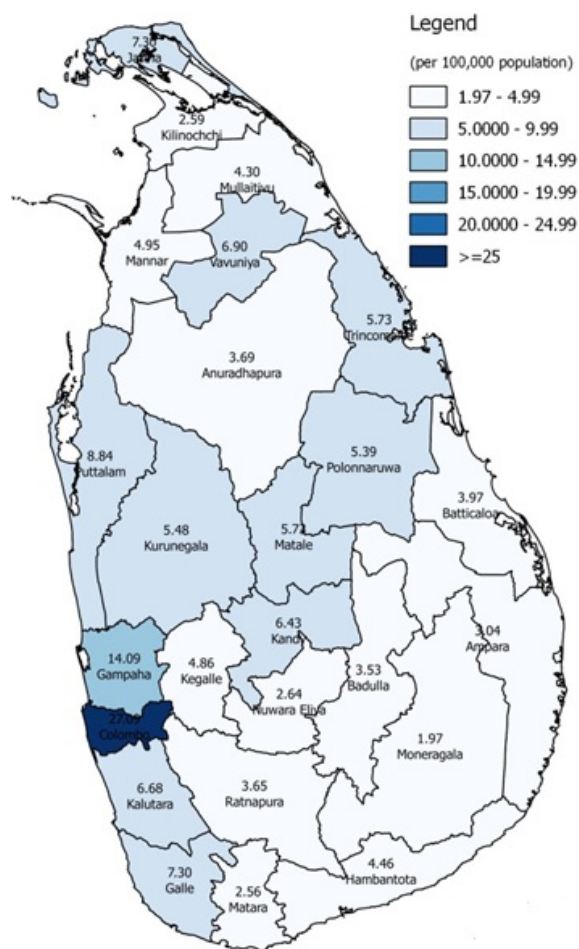 Legend
(per 100,000 population)
1.97 - 4.99
5.0000 - 9.99
10.0000 - 14.99
15.0000 - 19.99
20.0000 - 24.99
>=25
Jaffna
2.59
Kilinochchi
4.30
Mullaitivu
4.95
Mannar
6.90
Vavuniya
5.73
Trincomalee
3.69
Anuradhapura
8.84
Puttalam
5.39
Polonnaruwa
3.97
Batticaloa
5.48
Kurunegala
Matale
6.43
Kandy
3.04
Ampara
14.09
Gampaha
4.86
Kegalle
2.64
Nuwara Eliya
3.53
Badulla
27.09
Colombo
1.97
Moneragala
6.68
Kalutara
3.65
Ratnapura
7.30
Galle
2.56
Matara
4.46
Hambantota